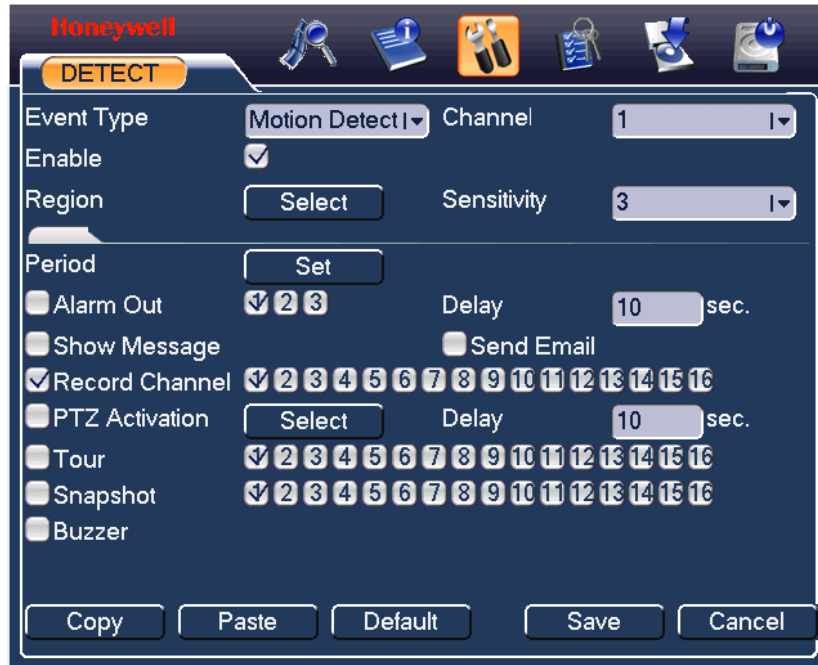 Honeywell
DETECT
Event Type Motion Detect Channel 1
Enable
Region Select Sensitivity 3
Period Set
Alarm Out 1 2 3 Delay 10 sec.
Show Message Send Email
Record Channel 1 2 3 4 5 6 7 8 9 10 11 12 13 14 15 16
PTZ Activation Select Delay 10 sec.
Tour 1 2 3 4 5 6 7 8 9 10 11 12 13 14 15 16
Snapshot 1 2 3 4 5 6 7 8 9 10 11 12 13 14 15 16
Buzzer
Copy Paste Default Save Cancel